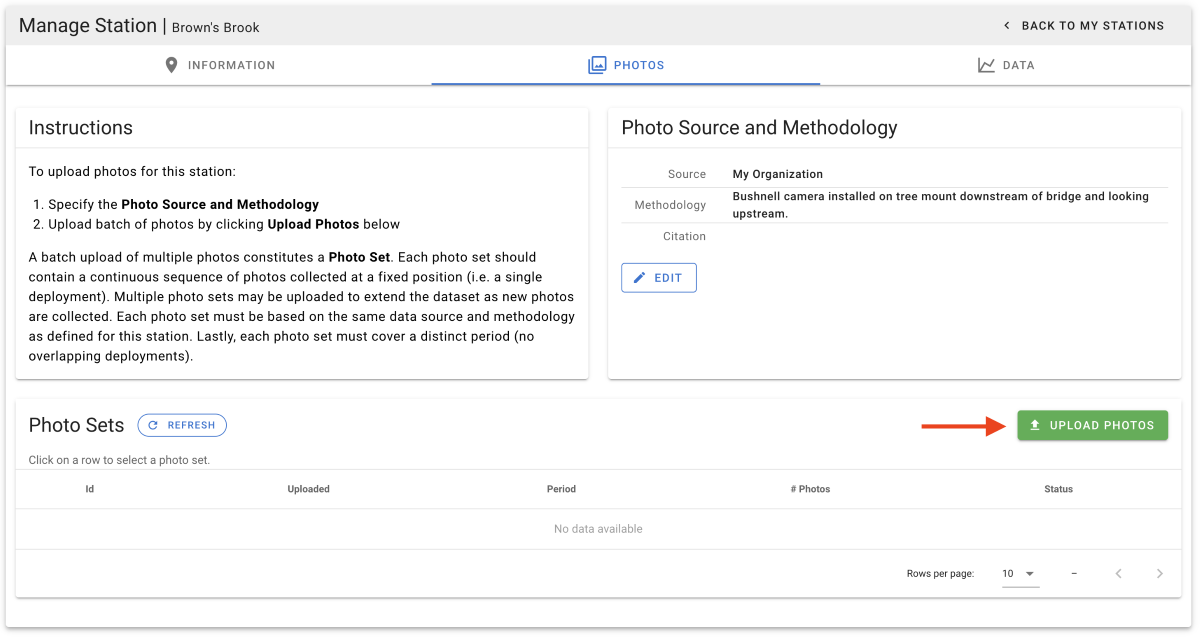 Manage Station | Brown's Brook
BACK TO MY STATIONS
INFORMATION
PHOTOS
DATA
Instructions
To upload photos for this station:
1. Specify the Photo Source and Methodology
2. Upload batch of photos by clicking Upload Photos below
A batch upload of multiple photos constitutes a Photo Set. Each photo set should
contain a continuous sequence of photos collected at a fixed position (i.e. a single
deployment). Multiple photo sets may be uploaded to extend the dataset as new photos
are collected. Each photo set must be based on the same data source and methodology
as defined for this station. Lastly, each photo set must cover a distinct period (no
overlapping deployments).
Photo Source and Methodology
Source My Organization
Methodology Bushnell camera installed on tree mount downstream of bridge and looking
upstream.
Citation
EDIT
Photo Sets
REFRESH
UPLOAD PHOTOS
Click on a row to select a photo set.
Id Uploaded Period # Photos Status
No data available
Rows per page: 10 –